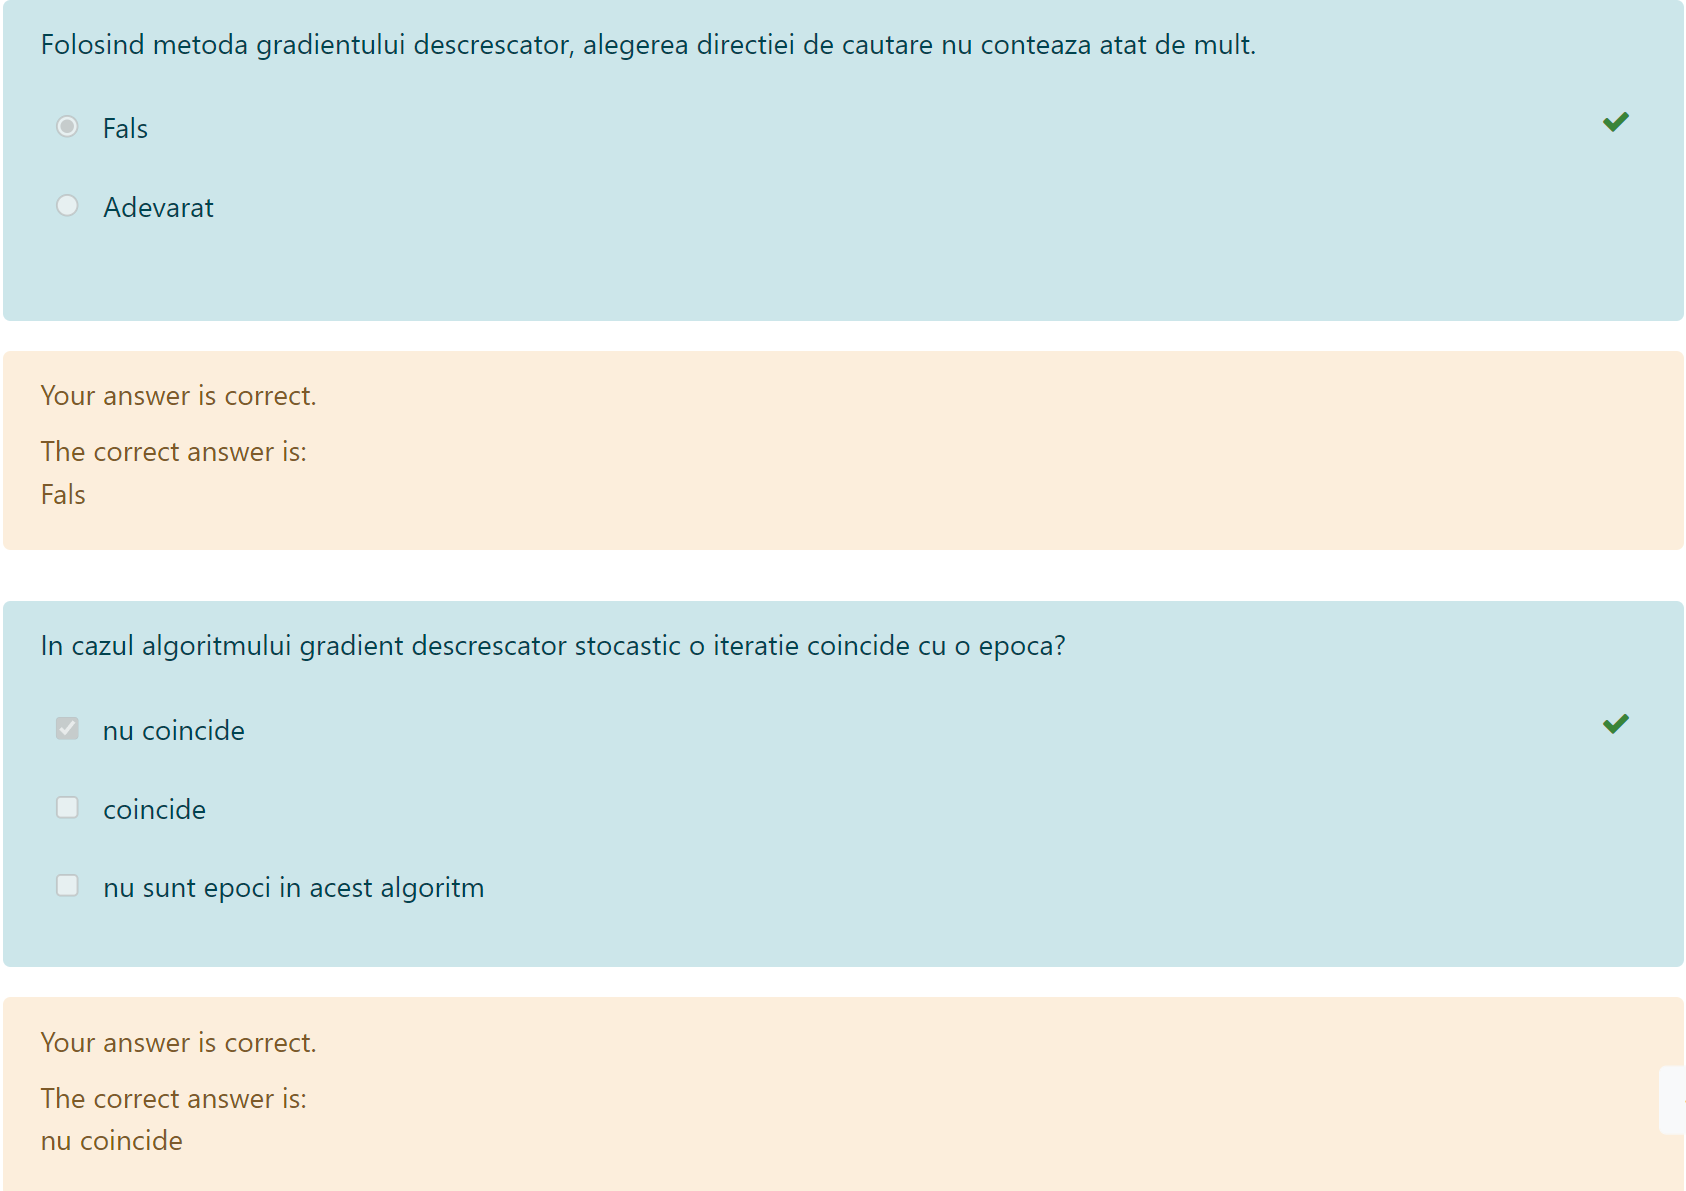 Folosind metoda gradientului descrescator, alegerea directiei de cautare nu conteaza atat de mult.
Fals
Adevarat
Your answer is correct.
The correct answer is:
Fals
In cazul algoritmului gradient descrescator stocastic o iteratie coincide cu o epoca?
nu coincide
coincide
nu sunt epoci in acest algoritm
Your answer is correct.
The correct answer is:
nu coincide